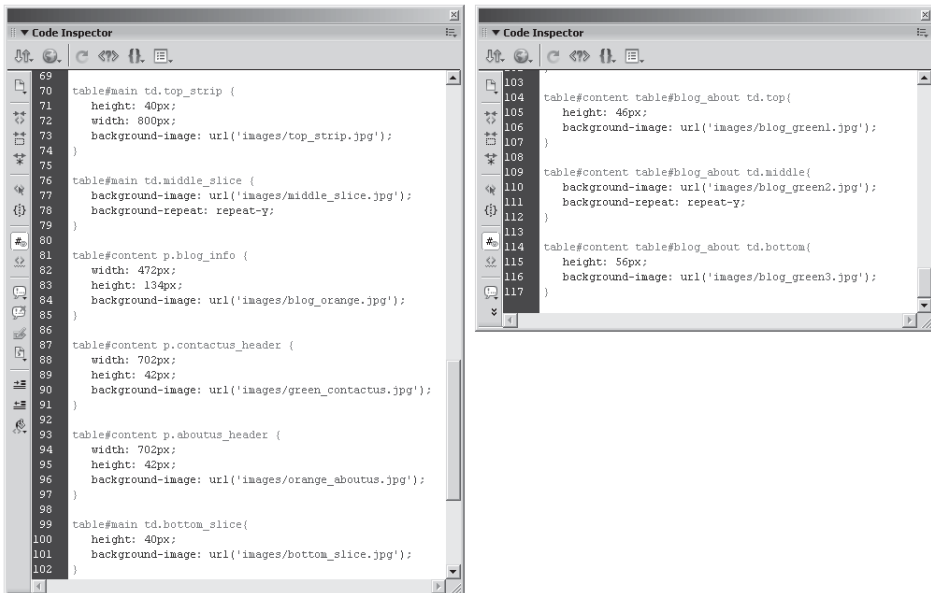 Code Inspector
69
70 table#main td.top_strip {
71 height: 40px;
72 width: 800px;
73 background-image: url('images/top_strip.jpg');
74 }
75
76 table#main td.middle_slice {
77 background-image: url('images/middle_slice.jpg');
78 background-repeat: repeat-y;
79 }
80
81 table#content p.blog_info {
82 width: 472px;
83 height: 134px;
84 background-image: url('images/blog_orange.jpg');
85 }
86
87 table#content p.contactus_header {
88 width: 702px;
89 height: 42px;
90 background-image: url('images/green_contactus.jpg');
91 }
92
93 table#content p.aboutus_header {
94 width: 702px;
95 height: 42px;
96 background-image: url('images/orange_aboutus.jpg');
97 }
98
99 table#main td.bottom_slice{
100 height: 40px;
101 background-image: url('images/bottom_slice.jpg');
102 }
Code Inspector
103
104 table#content table#blog_about td.top{
105 height: 46px;
106 background-image: url('images/blog_green1.jpg');
107 }
108
109 table#content table#blog_about td.middle{
110 background-image: url('images/blog_green2.jpg');
111 background-repeat: repeat-y;
112 }
113
114 table#content table#blog_about td.bottom{
115 height: 56px;
116 background-image: url('images/blog_green3.jpg');
117 }